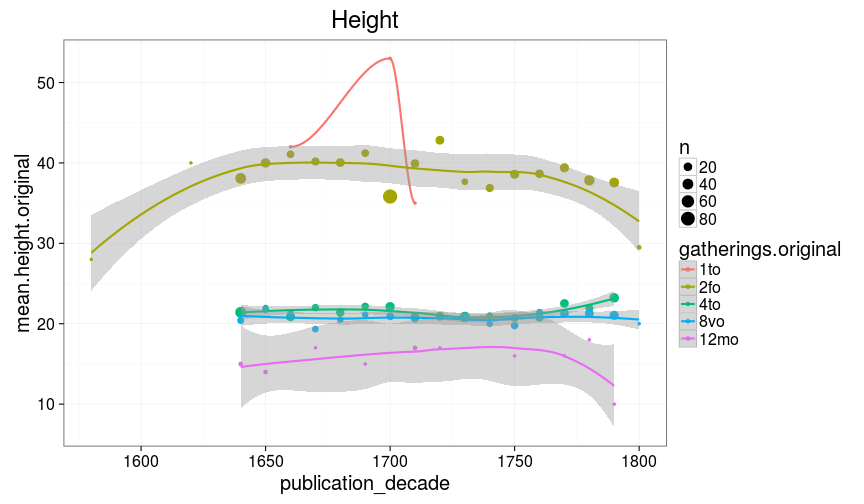 Height
mean.height.original
50
40
30
20
10
1600
1650
1700
1750
1800
publication_decade
n
20
40
60
80
gatherings.original
1to
2fo
4to
8vo
12mo